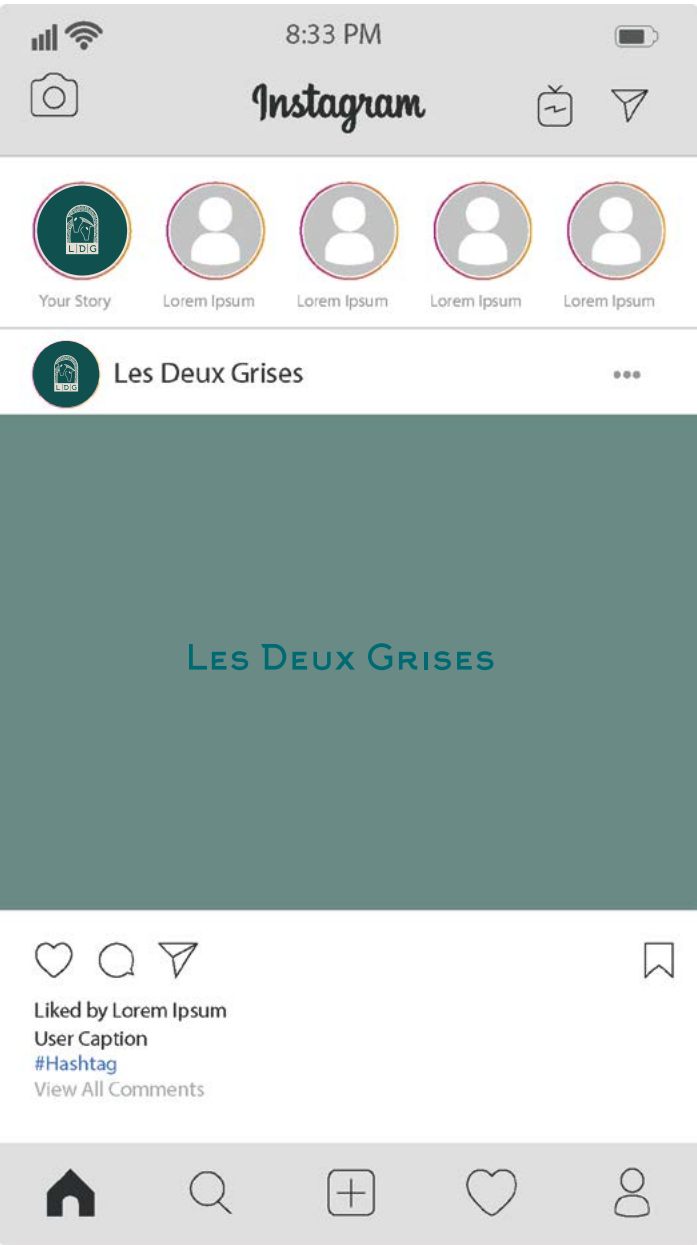 8:33 PM
Instagram
L|D|G
Your Story
Lorem Ipsum
Lorem Ipsum
Lorem Ipsum
Lorem Ipsum
L|D|G
Les Deux Grises
LES DEUX GRISES
Liked by Lorem Ipsum
User Caption
#Hashtag
View All Comments